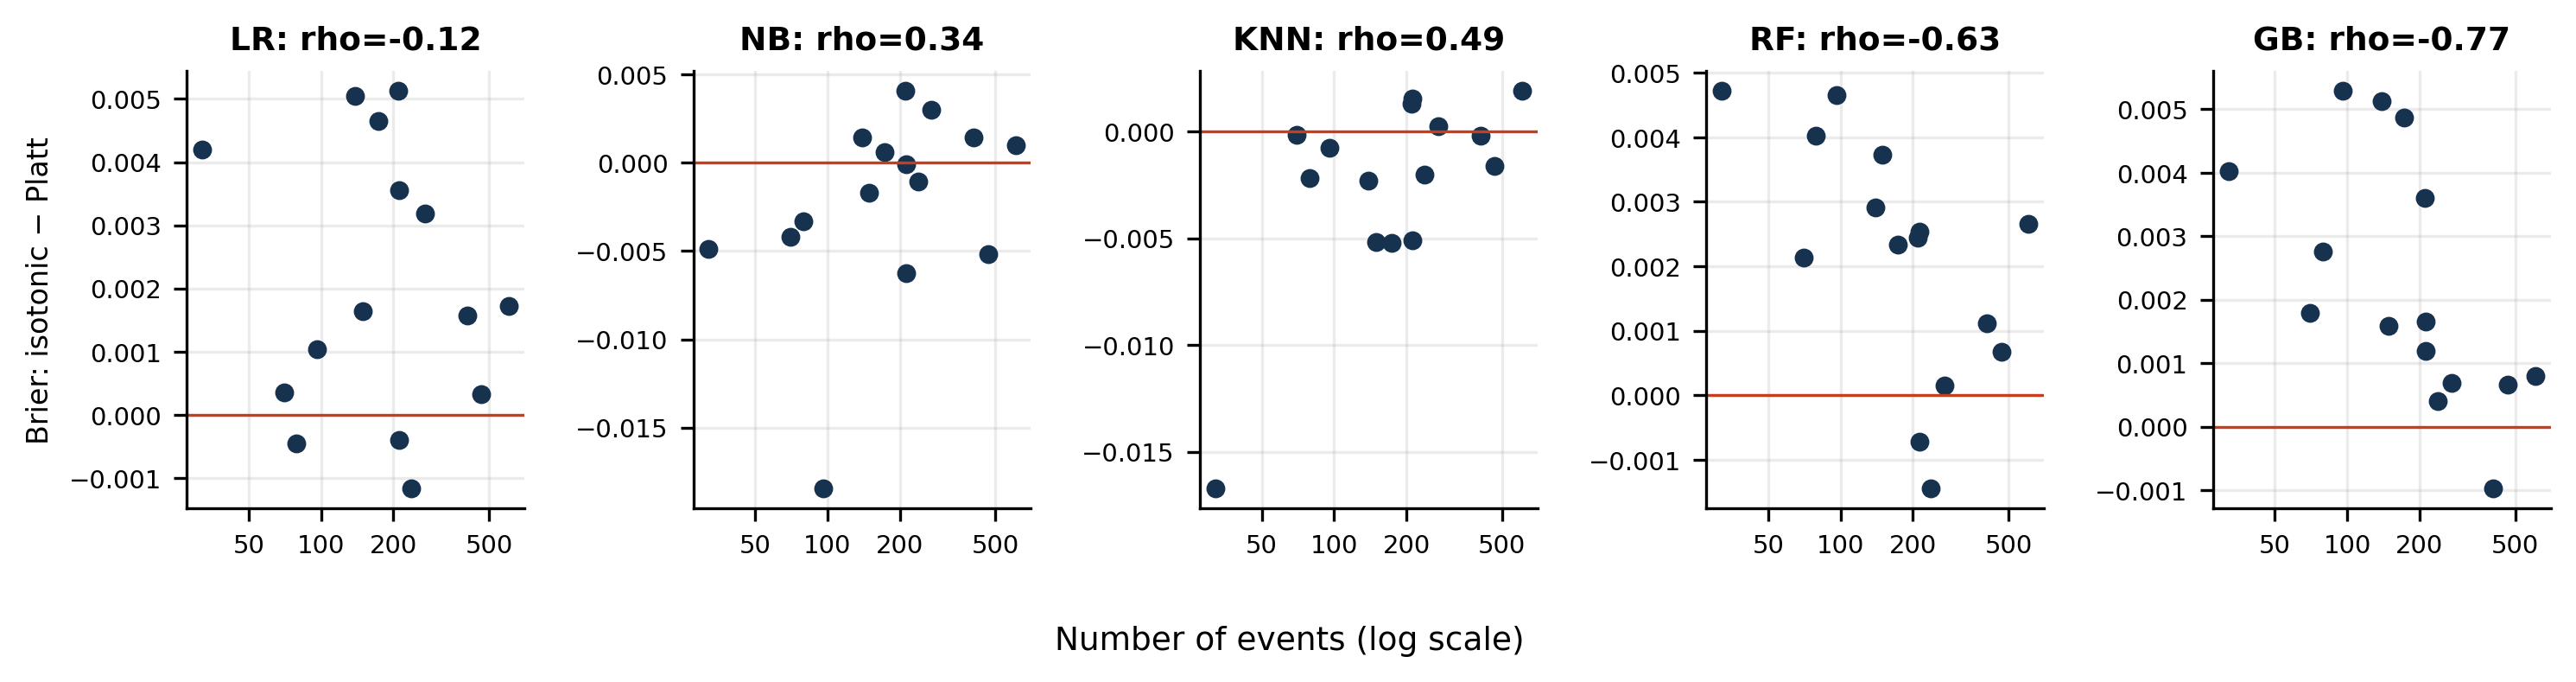 LR: rho=-0.12
NB: rho=0.34
KNN: rho=0.49
RF: rho=-0.63
GB: rho=-0.77
Brier: isotonic − Platt
0.005
0.004
0.003
0.002
0.001
0.000
−0.001
50 100 200 500
0.005
0.000
−0.005
−0.010
−0.015
50 100 200 500
0.000
−0.005
−0.010
−0.015
50 100 200 500
0.005
0.004
0.003
0.002
0.001
0.000
−0.001
50 100 200 500
0.005
0.004
0.003
0.002
0.001
0.000
−0.001
50 100 200 500
Number of events (log scale)